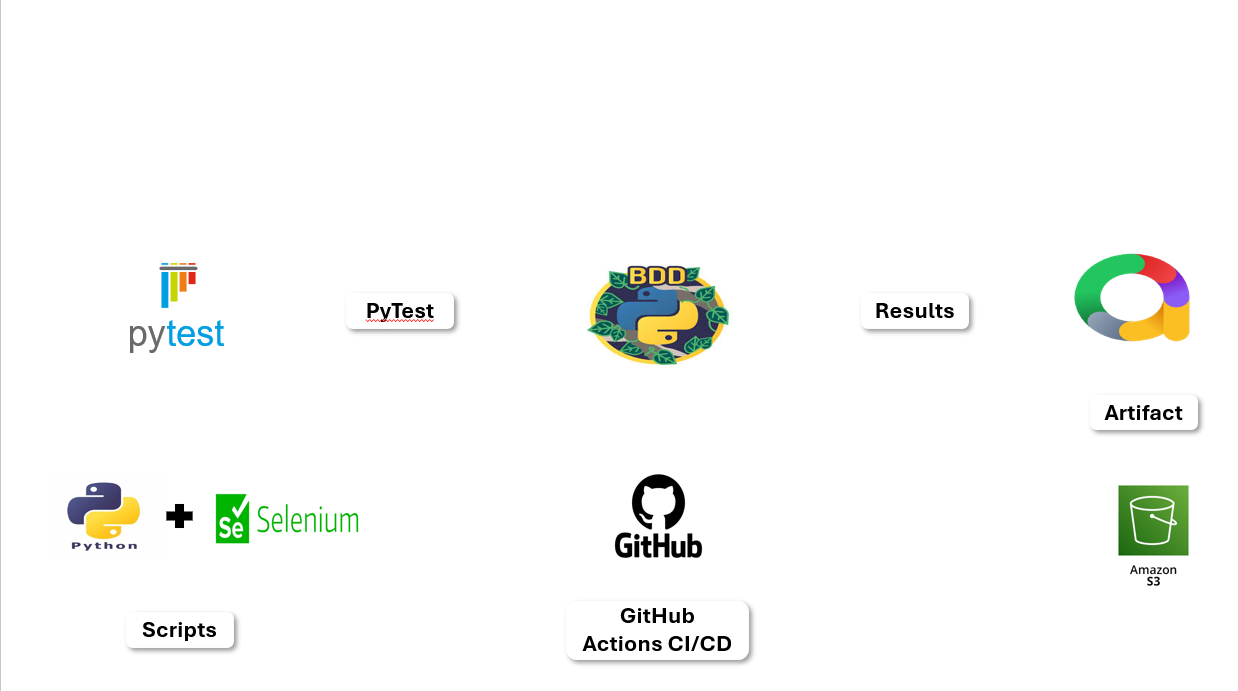 BDD
pytest
PyTest
Results
Artifact
Python
Se
Selenium
GitHub
Amazon
S3
Scripts
GitHub
Actions CI/CD